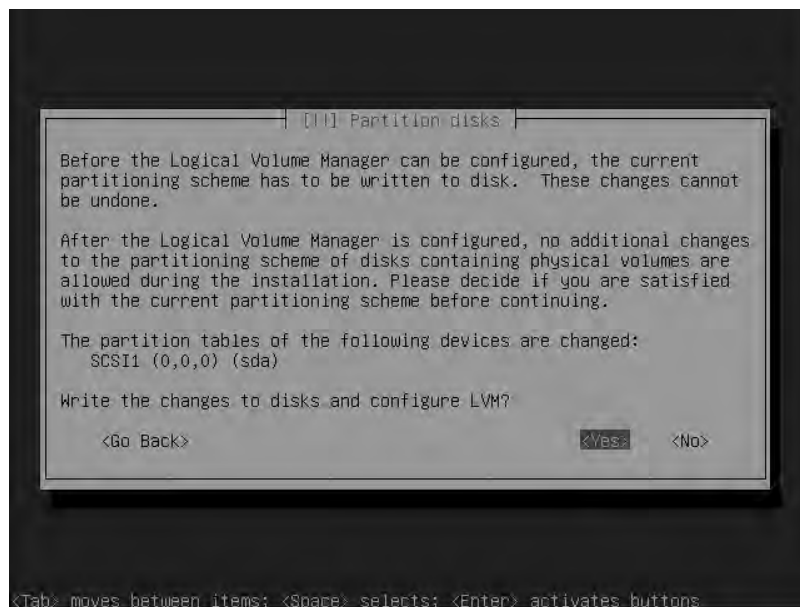 [!!] Partition disks
Before the Logical Volume Manager can be configured, the current
partitioning scheme has to be written to disk.  These changes cannot
be undone.
After the Logical Volume Manager is configured, no additional changes
to the partitioning scheme of disks containing physical volumes are
allowed during the installation. Please decide if you are satisfied
with the current partitioning scheme before continuing.
The partition tables of the following devices are changed:
SCSI1 (0,0,0) (sda)
Write the changes to disks and configure LVM?
<Go Back> <Yes> <No>
<Tab> moves between items; <Space> selects; <Enter> activates buttons